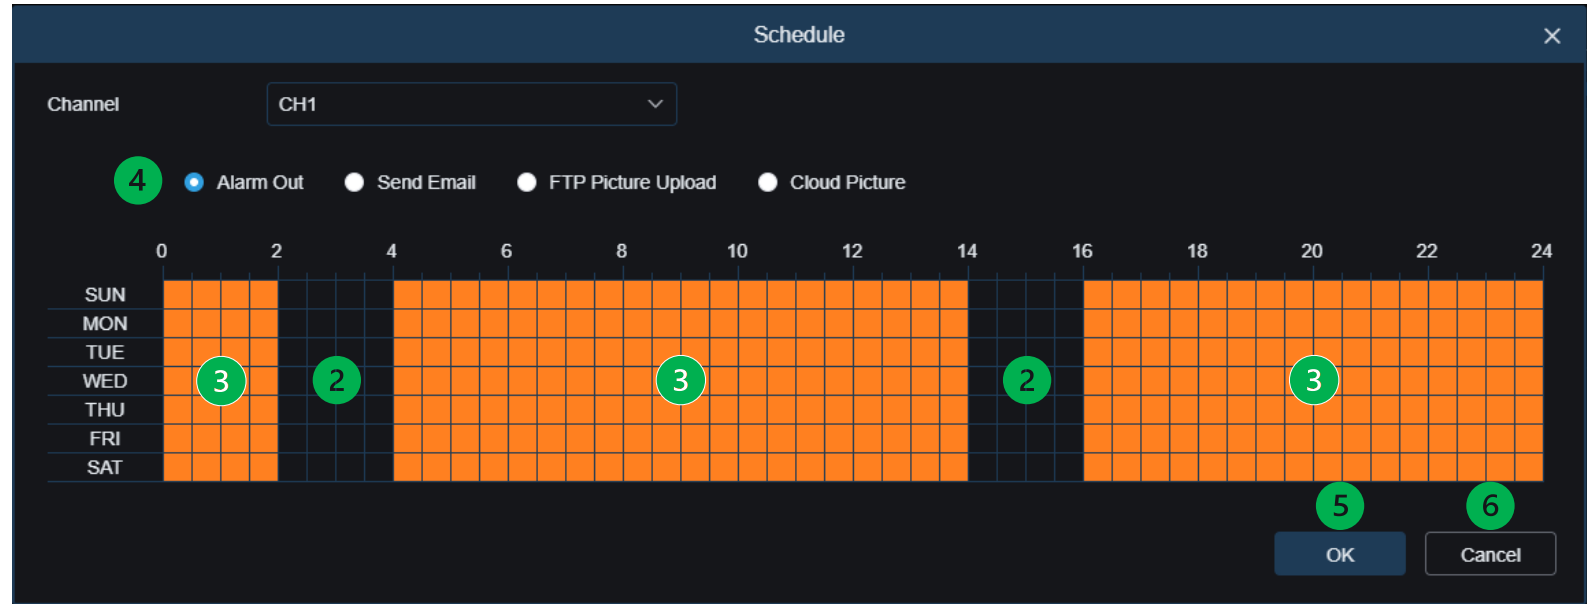 Schedule
Channel CH1
4 Alarm Out Send Email FTP Picture Upload Cloud Picture
0 2 4 6 8 10 12 14 16 18 20 22 24
SUN
MON
TUE
WED 3 2 3 2 3
THU
FRI
SAT
5 6
OK Cancel